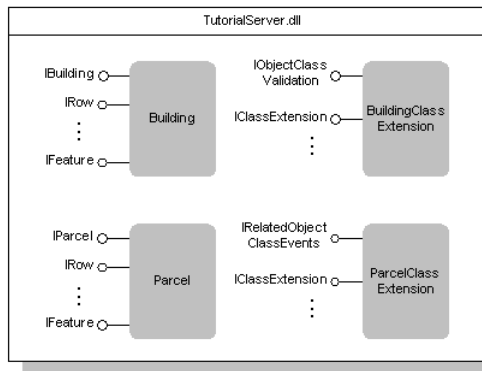 TutorialServer.dll
IBuilding
IRow
IFeature
Building
IObjectClass
Validation
IClassExtension
BuildingClass
Extension
IParcel
IRow
IFeature
Parcel
IRelatedObject
ClassEvents
IClassExtension
ParcelClass
Extension